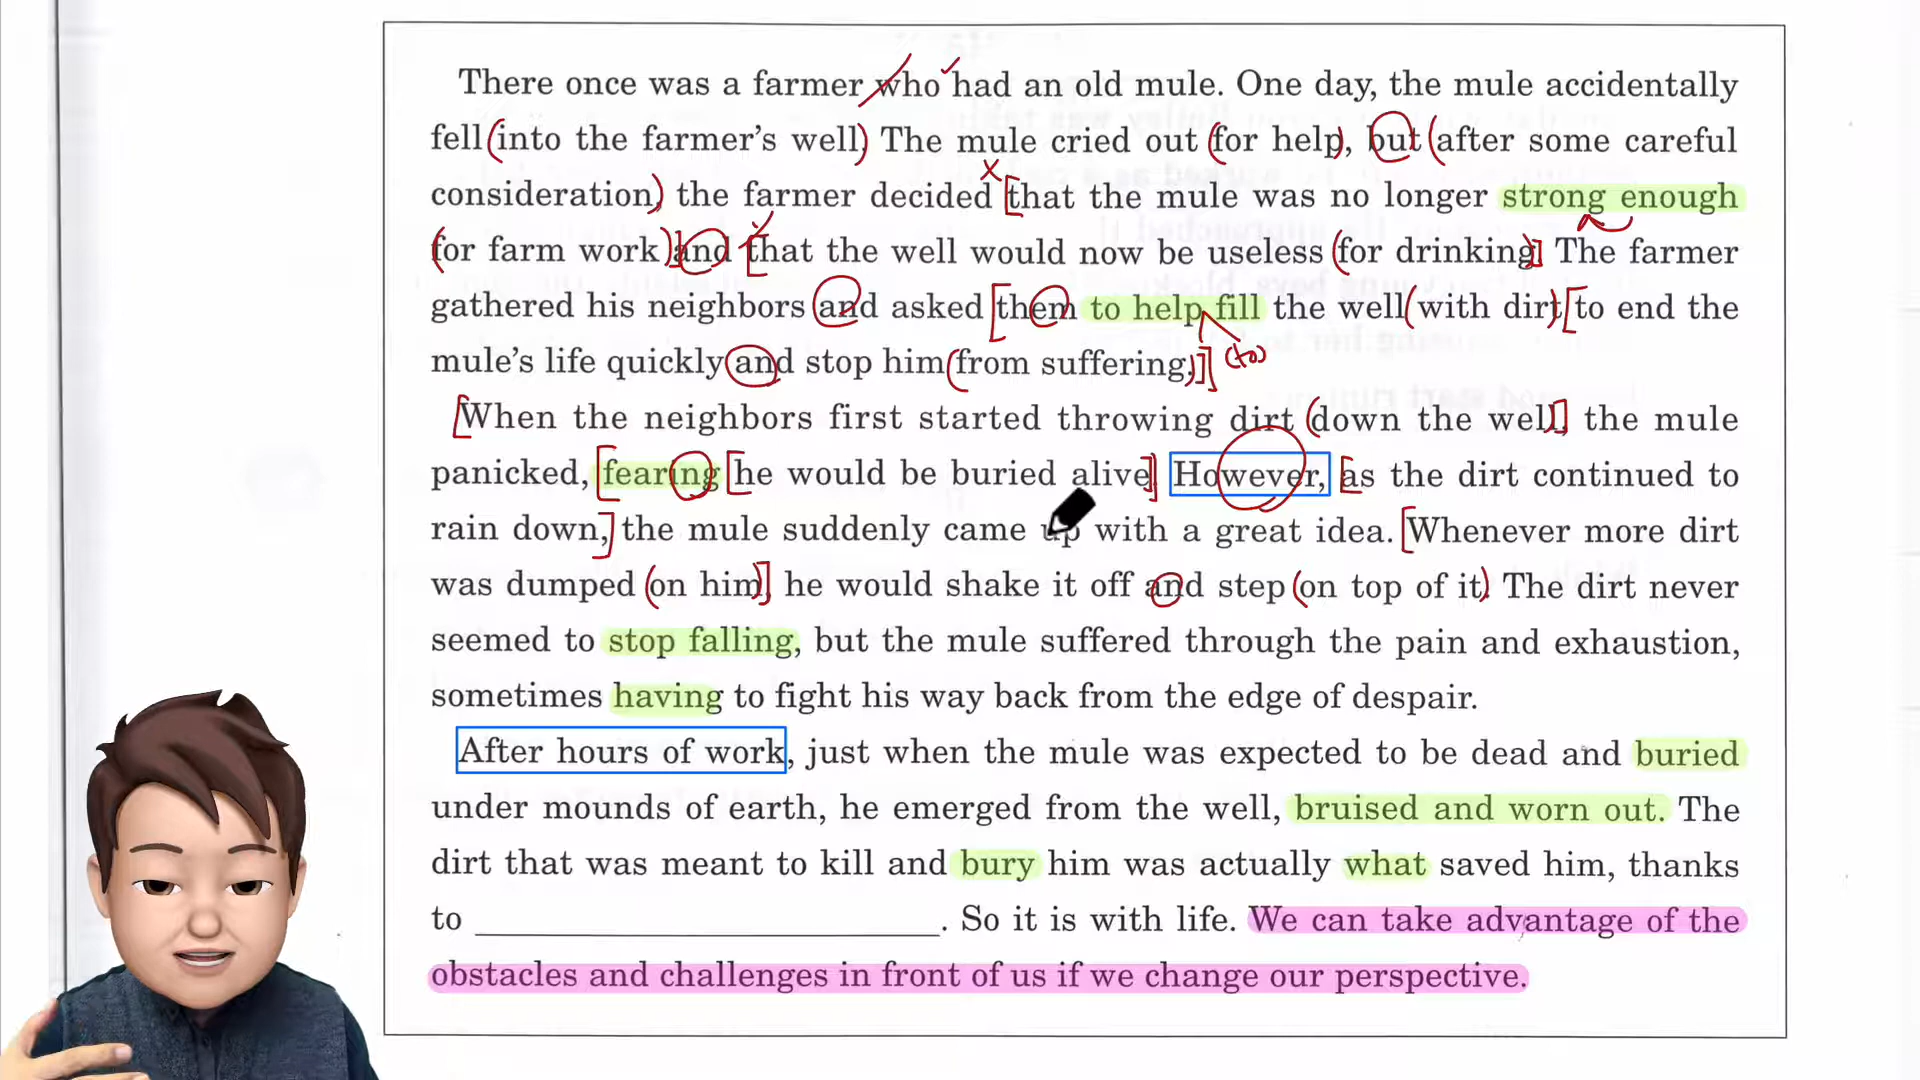 There once was a farmer who had an old mule. One day, the mule accidentally
fell into the farmer's well. The mule cried out for help, but after some careful
consideration, the farmer decided that the mule was no longer strong enough
for farm work and that the well would now be useless for drinking. The farmer
gathered his neighbors and asked them to help fill the well with dirt to end the
(to)
mule's life quickly and stop him from suffering.
When the neighbors first started throwing dirt down the well, the mule
panicked, fearing he would be buried alive. However, as the dirt continued to
rain down, the mule suddenly came up with a great idea. Whenever more dirt
was dumped on him, he would shake it off and step on top of it. The dirt never
seemed to stop falling, but the mule suffered through the pain and exhaustion,
sometimes having to fight his way back from the edge of despair.
After hours of work, just when the mule was expected to be dead and buried
under mounds of earth, he emerged from the well, bruised and worn out. The
dirt that was meant to kill and bury him was actually what saved him, thanks
to ____________________. So it is with life. We can take advantage of the
obstacles and challenges in front of us if we change our perspective.